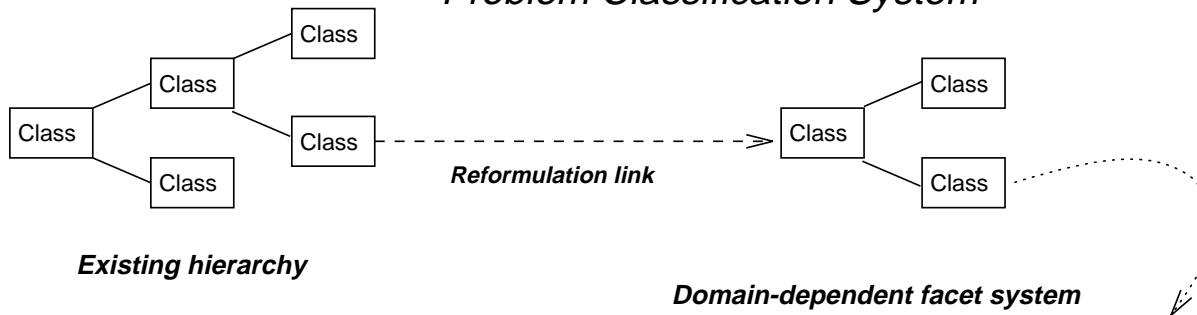 Problem Classification System
Class
Class
Class
Class
Class
Class
Class
Class
Reformulation link
Existing hierarchy
Domain-dependent facet system